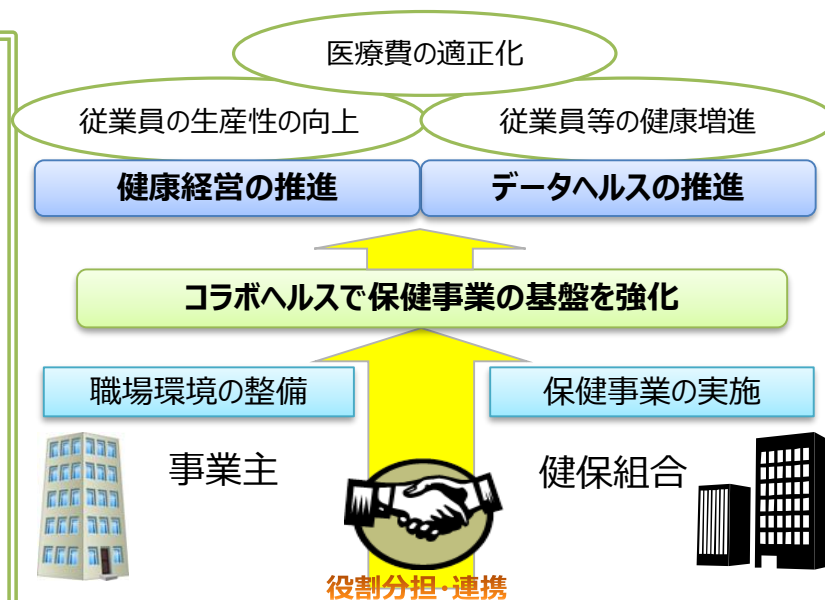 医療費の適正化
従業員の生産性の向上
従業員等の健康増進
健康経営の推進
データヘルスの推進
コラボヘルスで保健事業の基盤を強化
職場環境の整備
保健事業の実施
事業主
健保組合
役割分担・連携